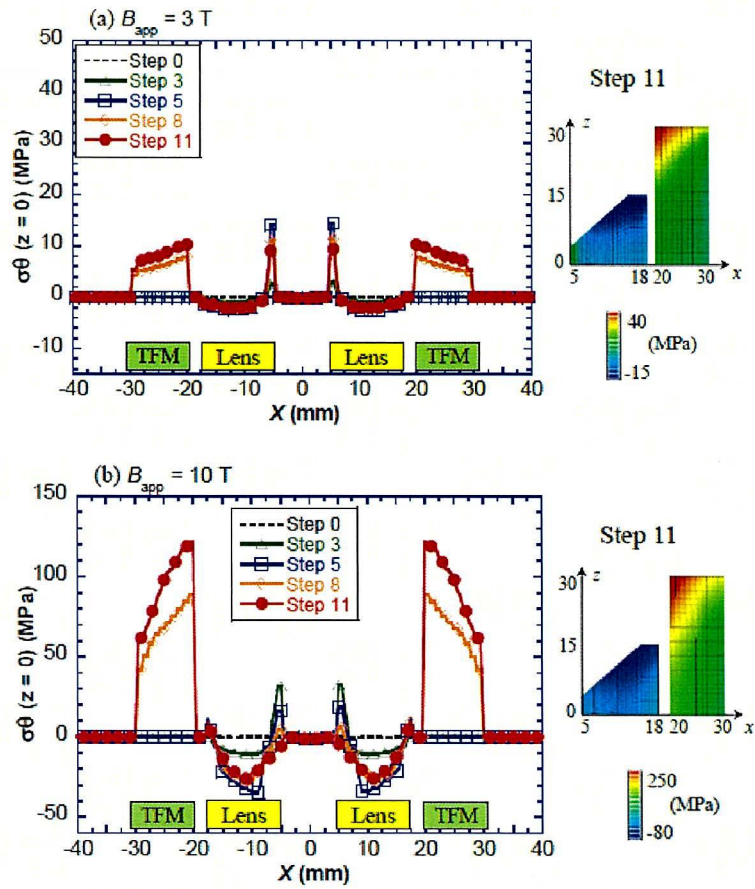 (a) Bapp = 3 T
50
40
30
20
10
0
-10
σθ (z = 0) (MPa)
Step 0
Step 3
Step 5
Step 8
Step 11
TFM
Lens
Lens
TFM
-40 -30 -20 -10 0 10 20 30 40
X (mm)
Step 11
z
30
15
0
5 18 20 30
x
40
(MPa)
-15
(b) Bapp = 10 T
150
100
50
0
-50
σθ (z = 0) (MPa)
Step 0
Step 3
Step 5
Step 8
Step 11
TFM
Lens
Lens
TFM
-40 -30 -20 -10 0 10 20 30 40
X (mm)
Step 11
z
30
15
0
5 18 20 30
x
250
(MPa)
-80